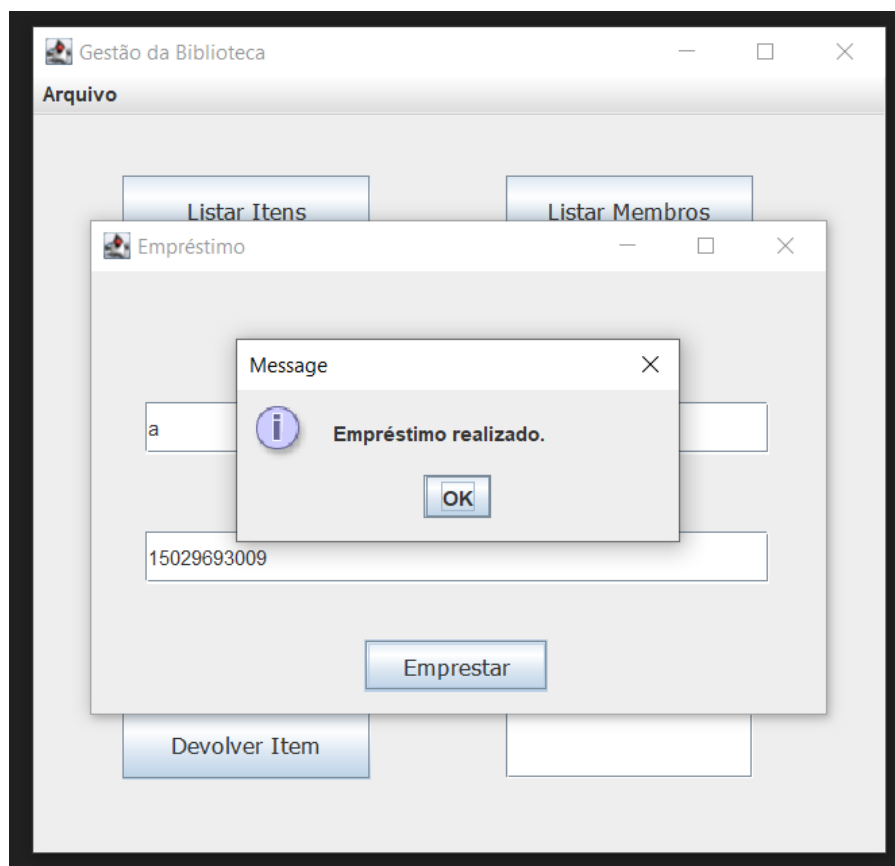 Gestão da Biblioteca
Arquivo
Listar Itens
Listar Membros
Empréstimo
Message
a
Empréstimo realizado.
OK
15029693009
Emprestar
Devolver Item